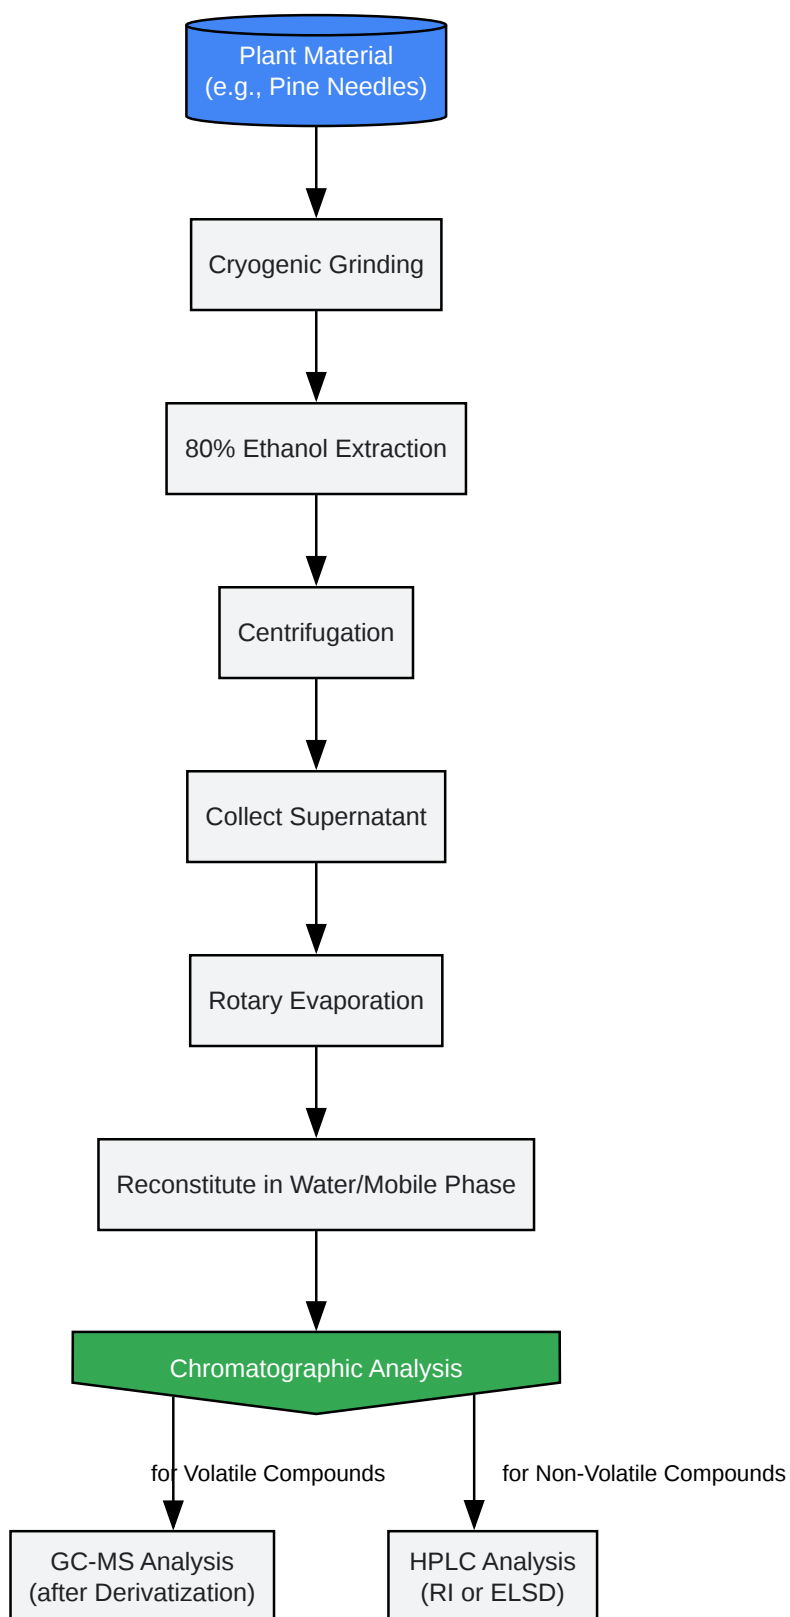 Plant Material
(e.g., Pine Needles)
Cryogenic Grinding
80% Ethanol Extraction
Centrifugation
Collect Supernatant
Rotary Evaporation
Reconstitute in Water/Mobile Phase
Chromatographic Analysis
for Volatile Compounds
for Non-Volatile Compounds
GC-MS Analysis
(after Derivatization)
HPLC Analysis
(RI or ELSD)